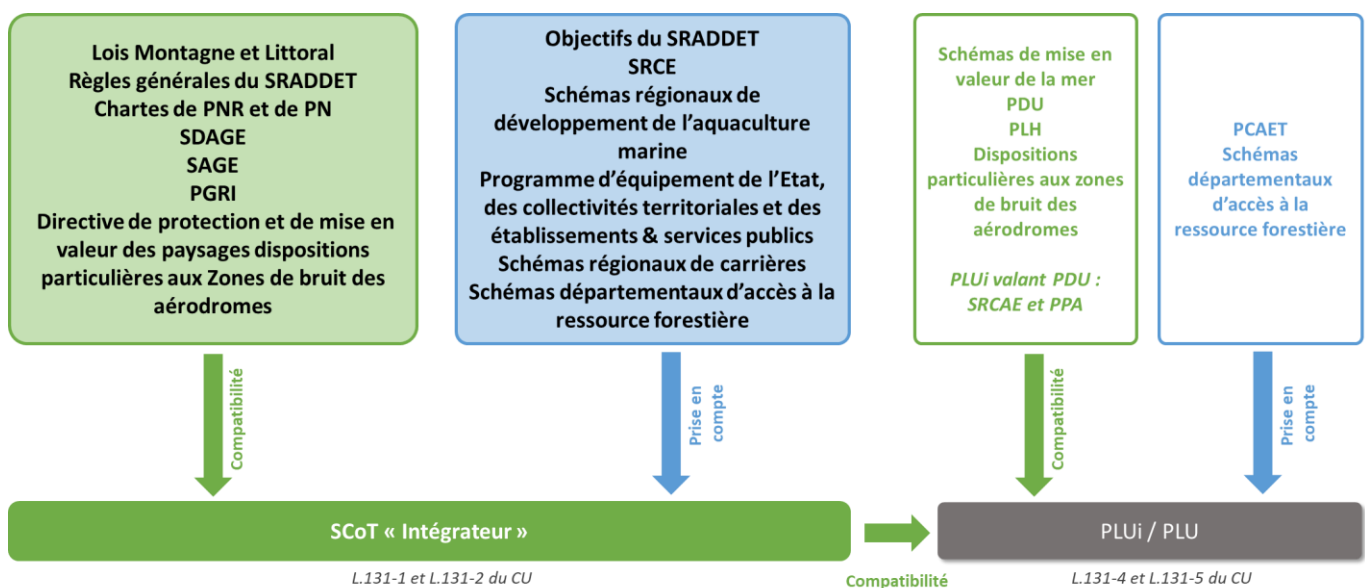 Lois Montagne et Littoral
Règles générales du SRADDET
Chartes de PNR et de PN
SDAGE
SAGE
PGRI
Directive de protection et de mise en
valeur des paysages dispositions
particulières aux Zones de bruit des
aérodromes
Objectifs du SRADDET
SRCE
Schémas régionaux de
développement de l'aquaculture
marine
Programme d'équipement de l'Etat,
des collectivités territoriales et des
établissements & services publics
Schémas régionaux de carrières
Schémas départementaux d'accès à la
ressource forestière
Schémas de mise en
valeur de la mer
PDU
PLH
Dispositions
particulières aux zones
de bruit des
aérodromes
PLUi valant PDU :
SRCAE et PPA
PCAET
Schémas
départementaux
d'accès à la
ressource forestière
Compatibilité
Prise en
compte
Compatibilité
Prise en
compte
SCoT « Intégrateur »
PLUi / PLU
L.131-1 et L.131-2 du CU
Compatibilité
L.131-4 et L.131-5 du CU